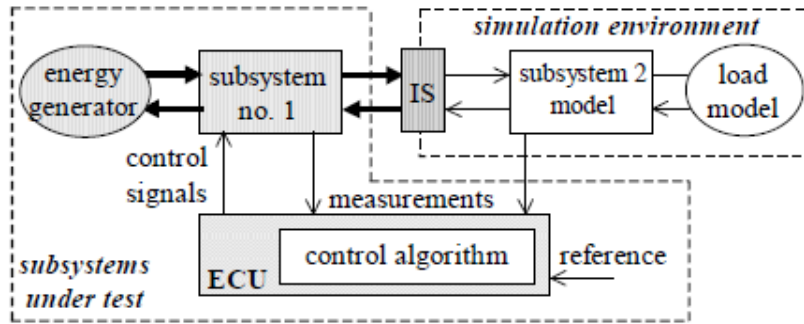 simulation environment
energy
generator
subsystem
no. 1
IS
subsystem 2
model
load
model
control
signals
measurements
control algorithm
ECU
reference
subsystems
under test